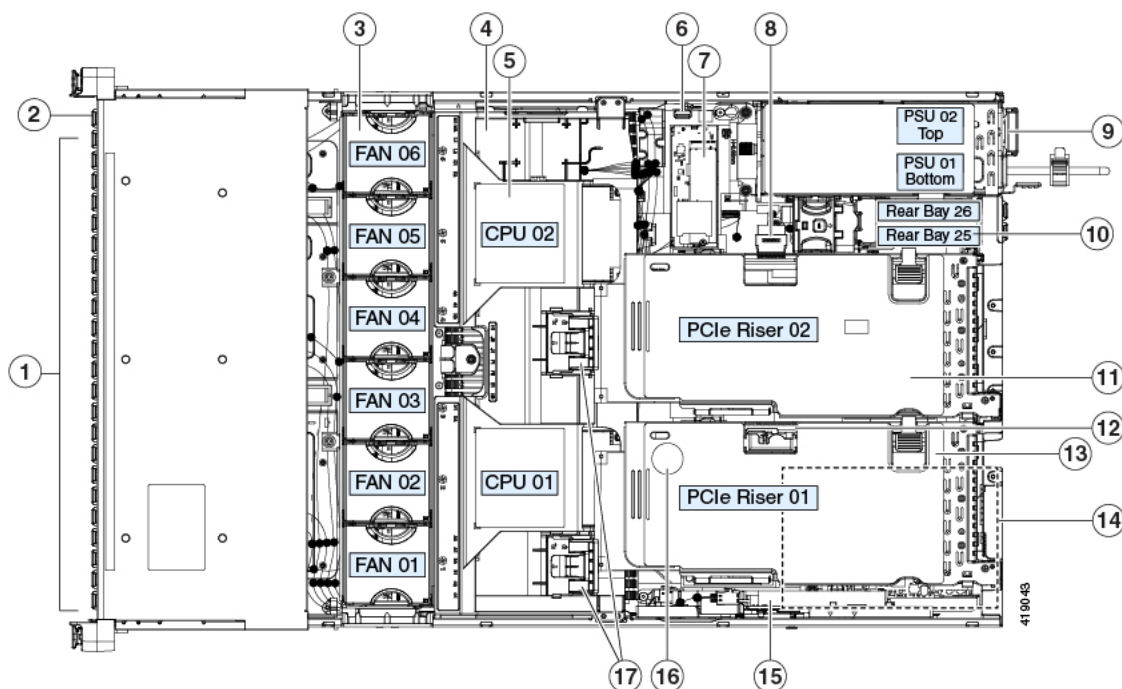 3
4
5
6
7
8
2
PSU 02
Top
9
FAN 06
PSU 01
Bottom
Rear Bay 26
FAN 05
CPU 02
Rear Bay 25
10
FAN 04
PCIe Riser 02
1
11
FAN 03
12
13
FAN 02
CPU 01
PCIe Riser 01
14
FAN 01
419043
17
16
15